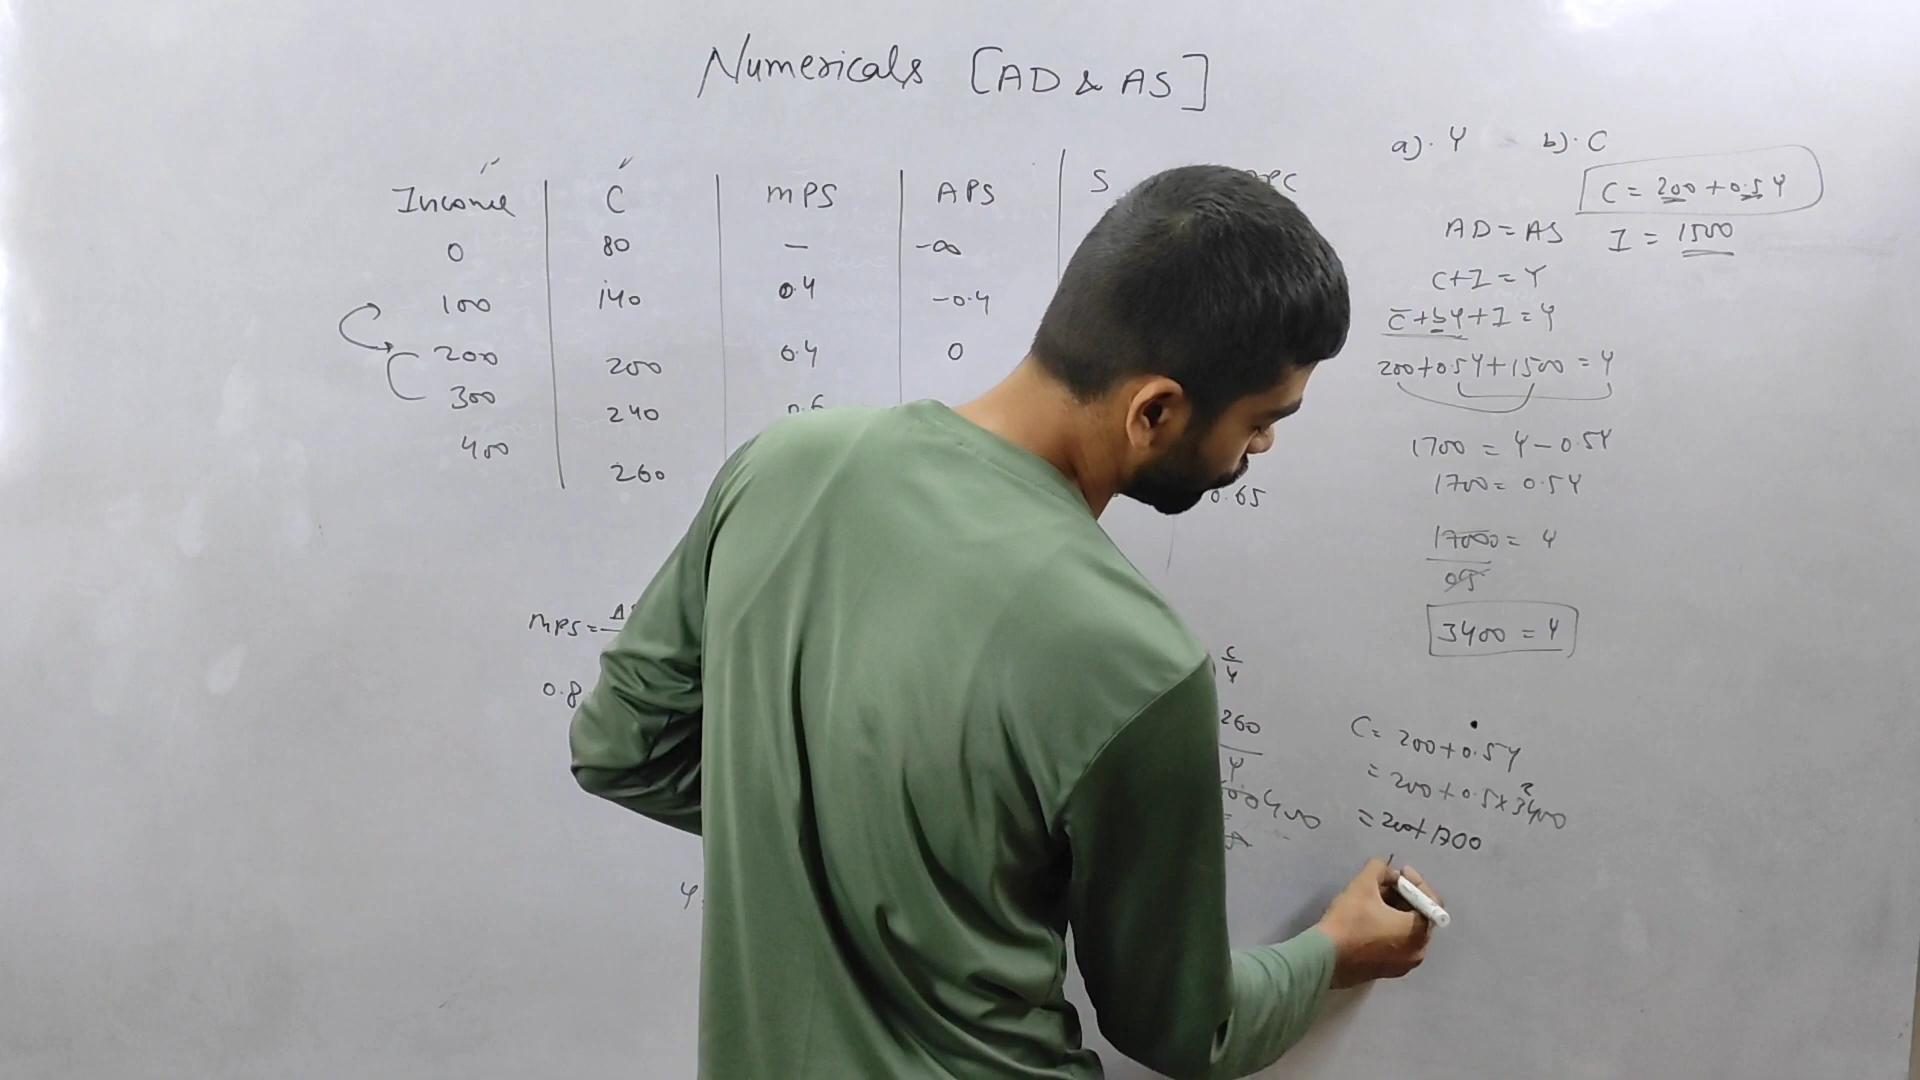 Numericals [AD & AS]
Income C MPS APS S
0 80 — -∞
100 140 0.4 -0.4
200 200 0.4 0
300 240 0.6
400 260
0.65
MPS =
0.8
C/Y
260
Y
400
a). Y b). C
C = 200 + 0.5Y
AD = AS I = 1500
C+I = Y
C̄+bY+I = Y
200+0.5Y+1500 = Y
1700 = Y - 0.5Y
1700 = 0.5Y
17000/05 = Y
3400 = Y
C = 200+0.5Y
= 200+0.5×3400
= 200+1700